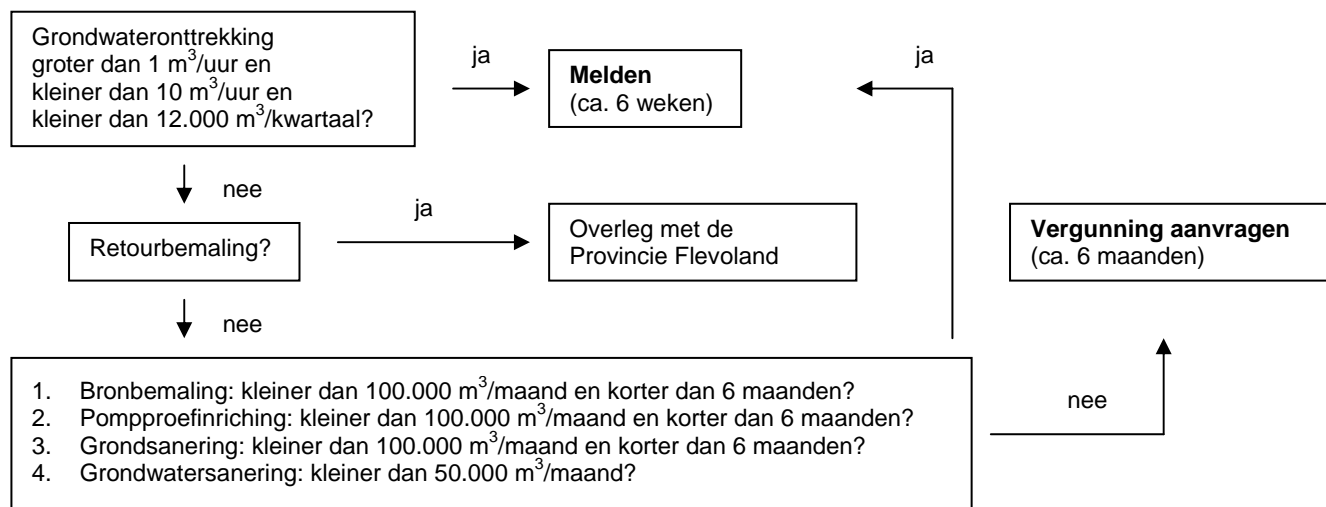 Grondwateronttrekking
groter dan 1 m³/uur en
kleiner dan 10 m³/uur en
kleiner dan 12.000 m³/kwartaal?
ja
Melden
(ca. 6 weken)
ja
nee
Retourbemaling?
ja
Overleg met de
Provincie Flevoland
Vergunning aanvragen
(ca. 6 maanden)
nee
1. Bronbemaling: kleiner dan 100.000 m³/maand en korter dan 6 maanden?
2. Pompproefinriching: kleiner dan 100.000 m³/maand en korter dan 6 maanden?
3. Grondsanering: kleiner dan 100.000 m³/maand en korter dan 6 maanden?
4. Grondwatersanering: kleiner dan 50.000 m³/maand?
nee